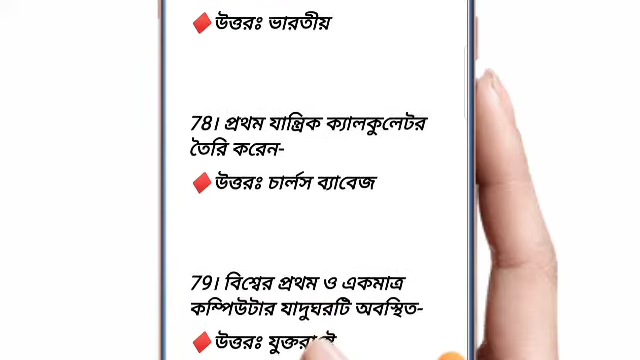 উত্তরঃ ভারতীয়
78। প্রথম যান্ত্রিক ক্যালকুলেটর
তৈরি করেন-
উত্তরঃ চার্লস ব্যাবেজ
79। বিশ্বের প্রথম ও একমাত্র
কম্পিউটার যাদুঘরটি অবস্থিত-
উত্তরঃ